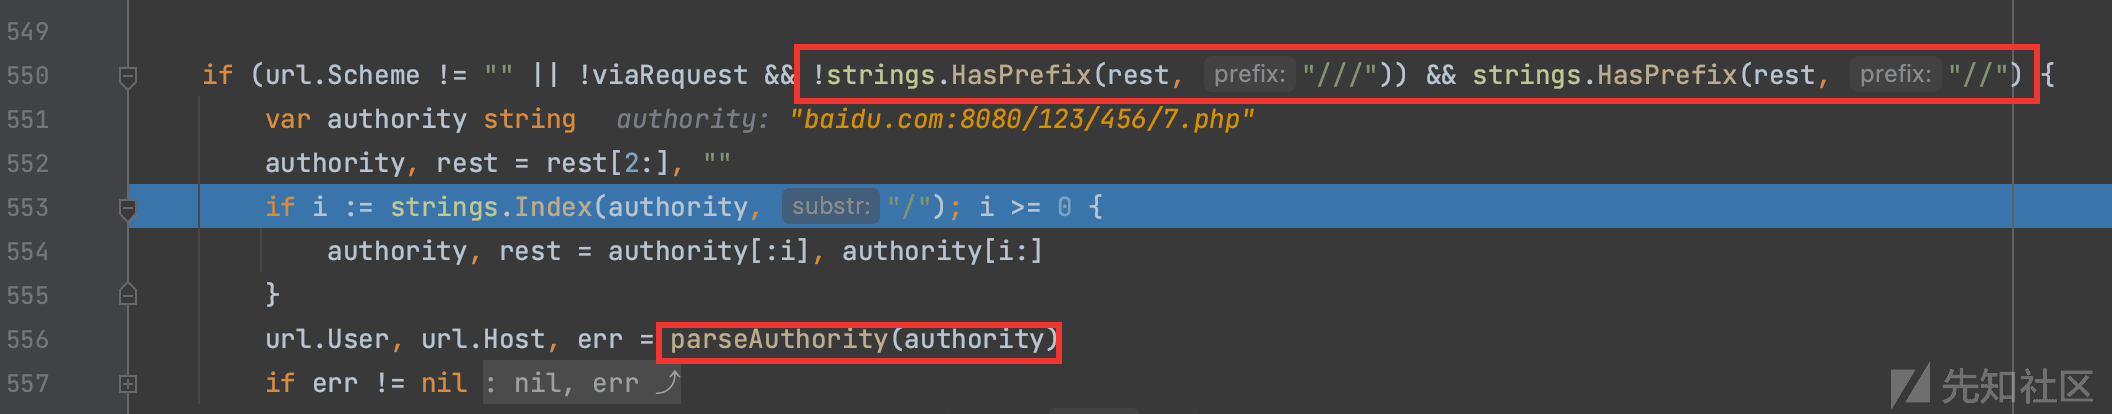 549
550 if (url.Scheme != "" || !viaRequest && !strings.HasPrefix(rest, prefix: "///")) && strings.HasPrefix(rest, prefix: "//") {
551 var authority string authority: "baidu.com:8080/123/456/7.php"
552 authority, rest = rest[2:], ""
553 if i := strings.Index(authority, substr: "/"); i >= 0 {
554 authority, rest = authority[:i], authority[i:]
555 }
556 url.User, url.Host, err = parseAuthority(authority)
557 if err != nil : nil, err ⤴
先知社区